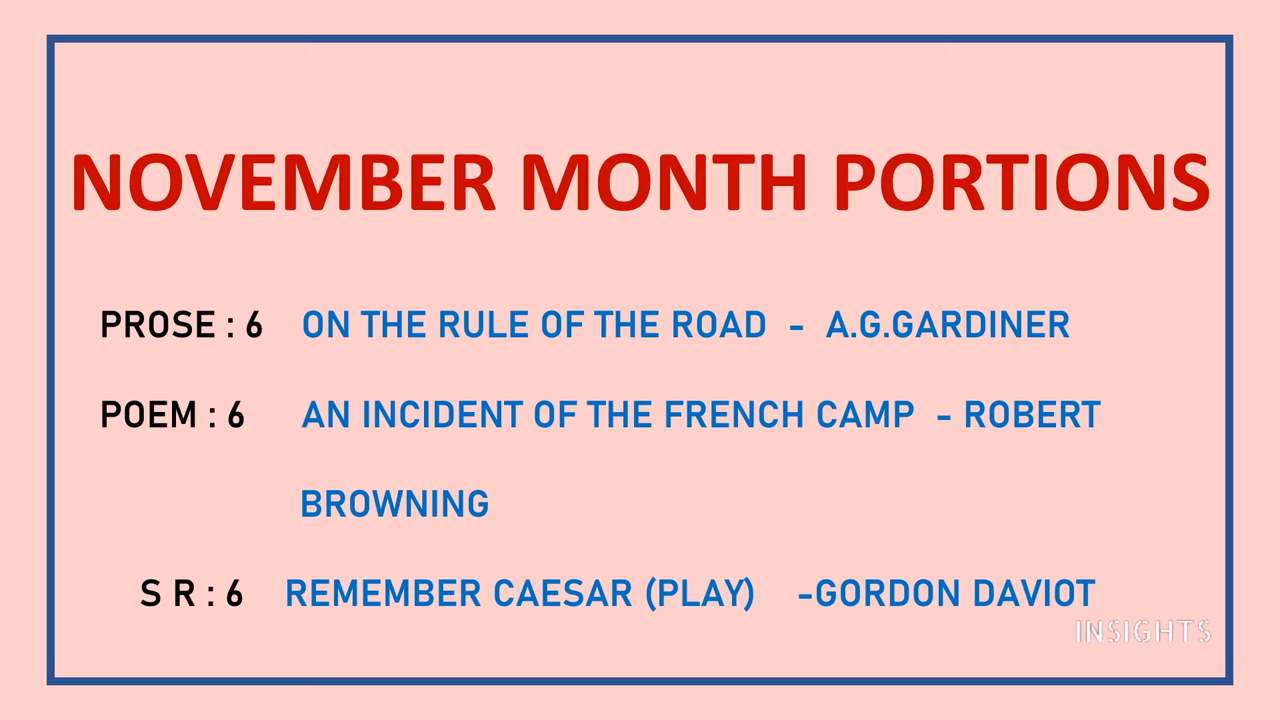 NOVEMBER MONTH PORTIONS
PROSE : 6 ON THE RULE OF THE ROAD - A.G.GARDINER
POEM : 6 AN INCIDENT OF THE FRENCH CAMP - ROBERT
BROWNING
S R : 6 REMEMBER CAESAR (PLAY) -GORDON DAVIOT
INSIGHTS